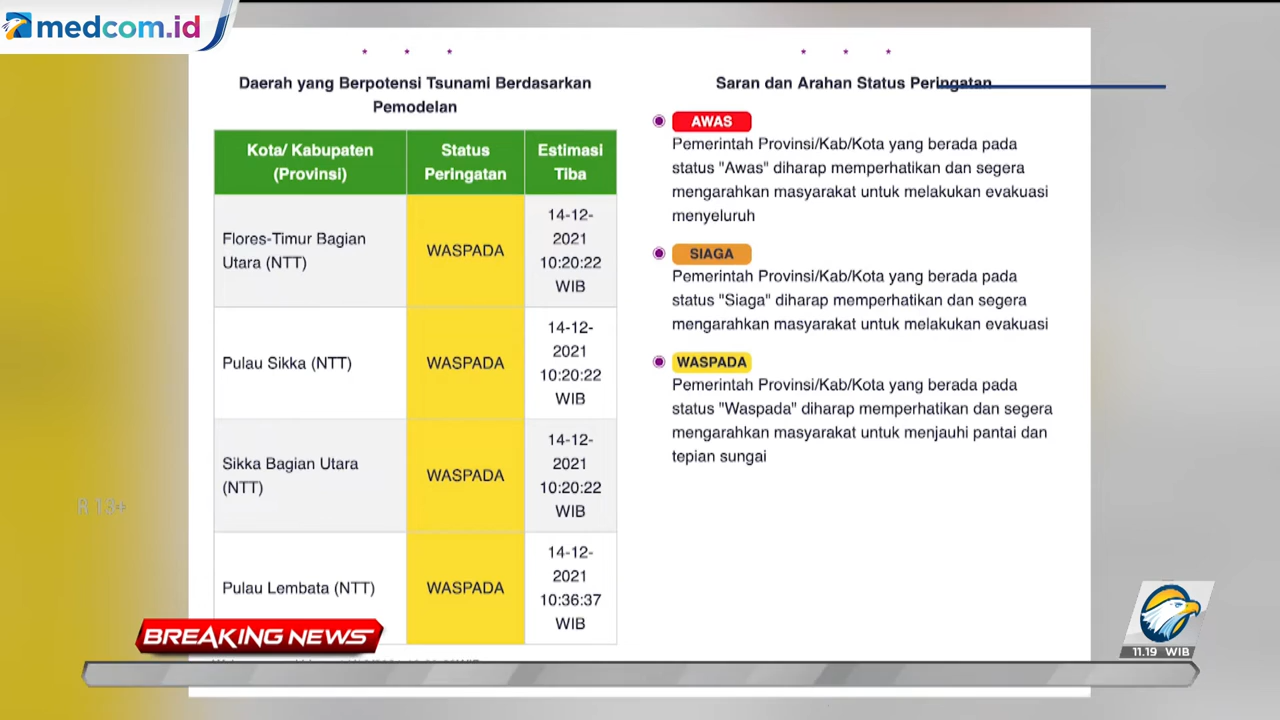 medcom.id
Daerah yang Berpotensi Tsunami Berdasarkan
Pemodelan
Kota/ Kabupaten
(Provinsi)
Status
Peringatan
Estimasi
Tiba
Flores-Timur Bagian
Utara (NTT)
WASPADA
14-12-
2021
10:20:22
WIB
Pulau Sikka (NTT)
WASPADA
14-12-
2021
10:20:22
WIB
Sikka Bagian Utara
(NTT)
WASPADA
14-12-
2021
10:20:22
WIB
Pulau Lembata (NTT)
WASPADA
14-12-
2021
10:36:37
WIB
Saran dan Arahan Status Peringatan
AWAS
Pemerintah Provinsi/Kab/Kota yang berada pada
status "Awas" diharap memperhatikan dan segera
mengarahkan masyarakat untuk melakukan evakuasi
menyeluruh
SIAGA
Pemerintah Provinsi/Kab/Kota yang berada pada
status "Siaga" diharap memperhatikan dan segera
mengarahkan masyarakat untuk melakukan evakuasi
WASPADA
Pemerintah Provinsi/Kab/Kota yang berada pada
status "Waspada" diharap memperhatikan dan segera
mengarahkan masyarakat untuk menjauhi pantai dan
tepian sungai
R 13+
BREAKING NEWS
11.19 WIB